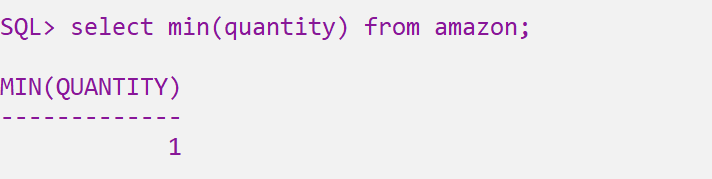 SQL> select min(quantity) from amazon;
MIN(QUANTITY)
-------------
1